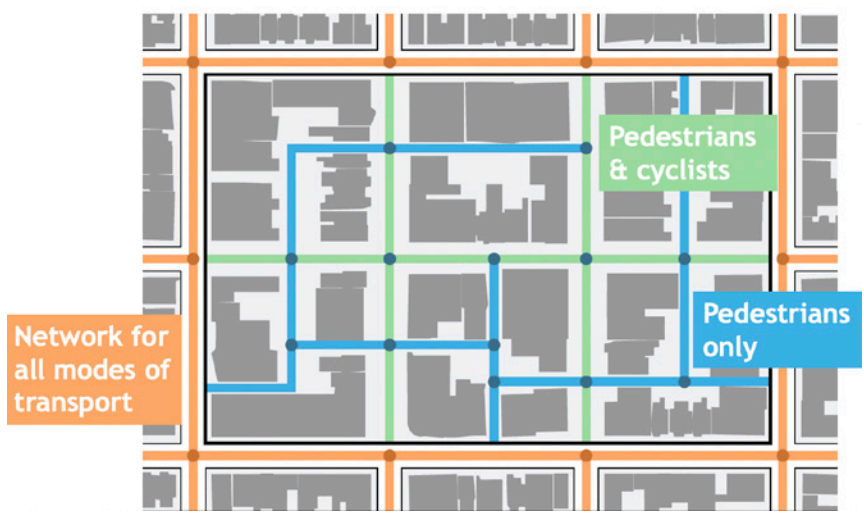 Pedestrians
& cyclists
Pedestrians
only
Network for
all modes of
transport